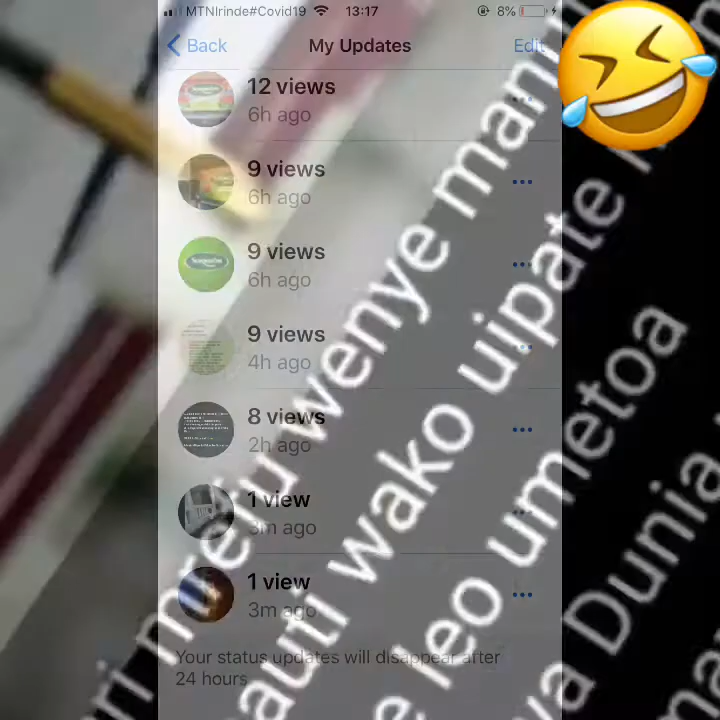 MTNIrinde#Covid19 13:17 8%
Back My Updates Edit
12 views
6h ago
9 views
6h ago
9 views
6h ago
9 views
4h ago
8 views
2h ago
1 view
3m ago
1 view
3m ago
Your status updates will disappear after
24 hours
mrefu wenye
wako uipate
leo umetoa
Dunia